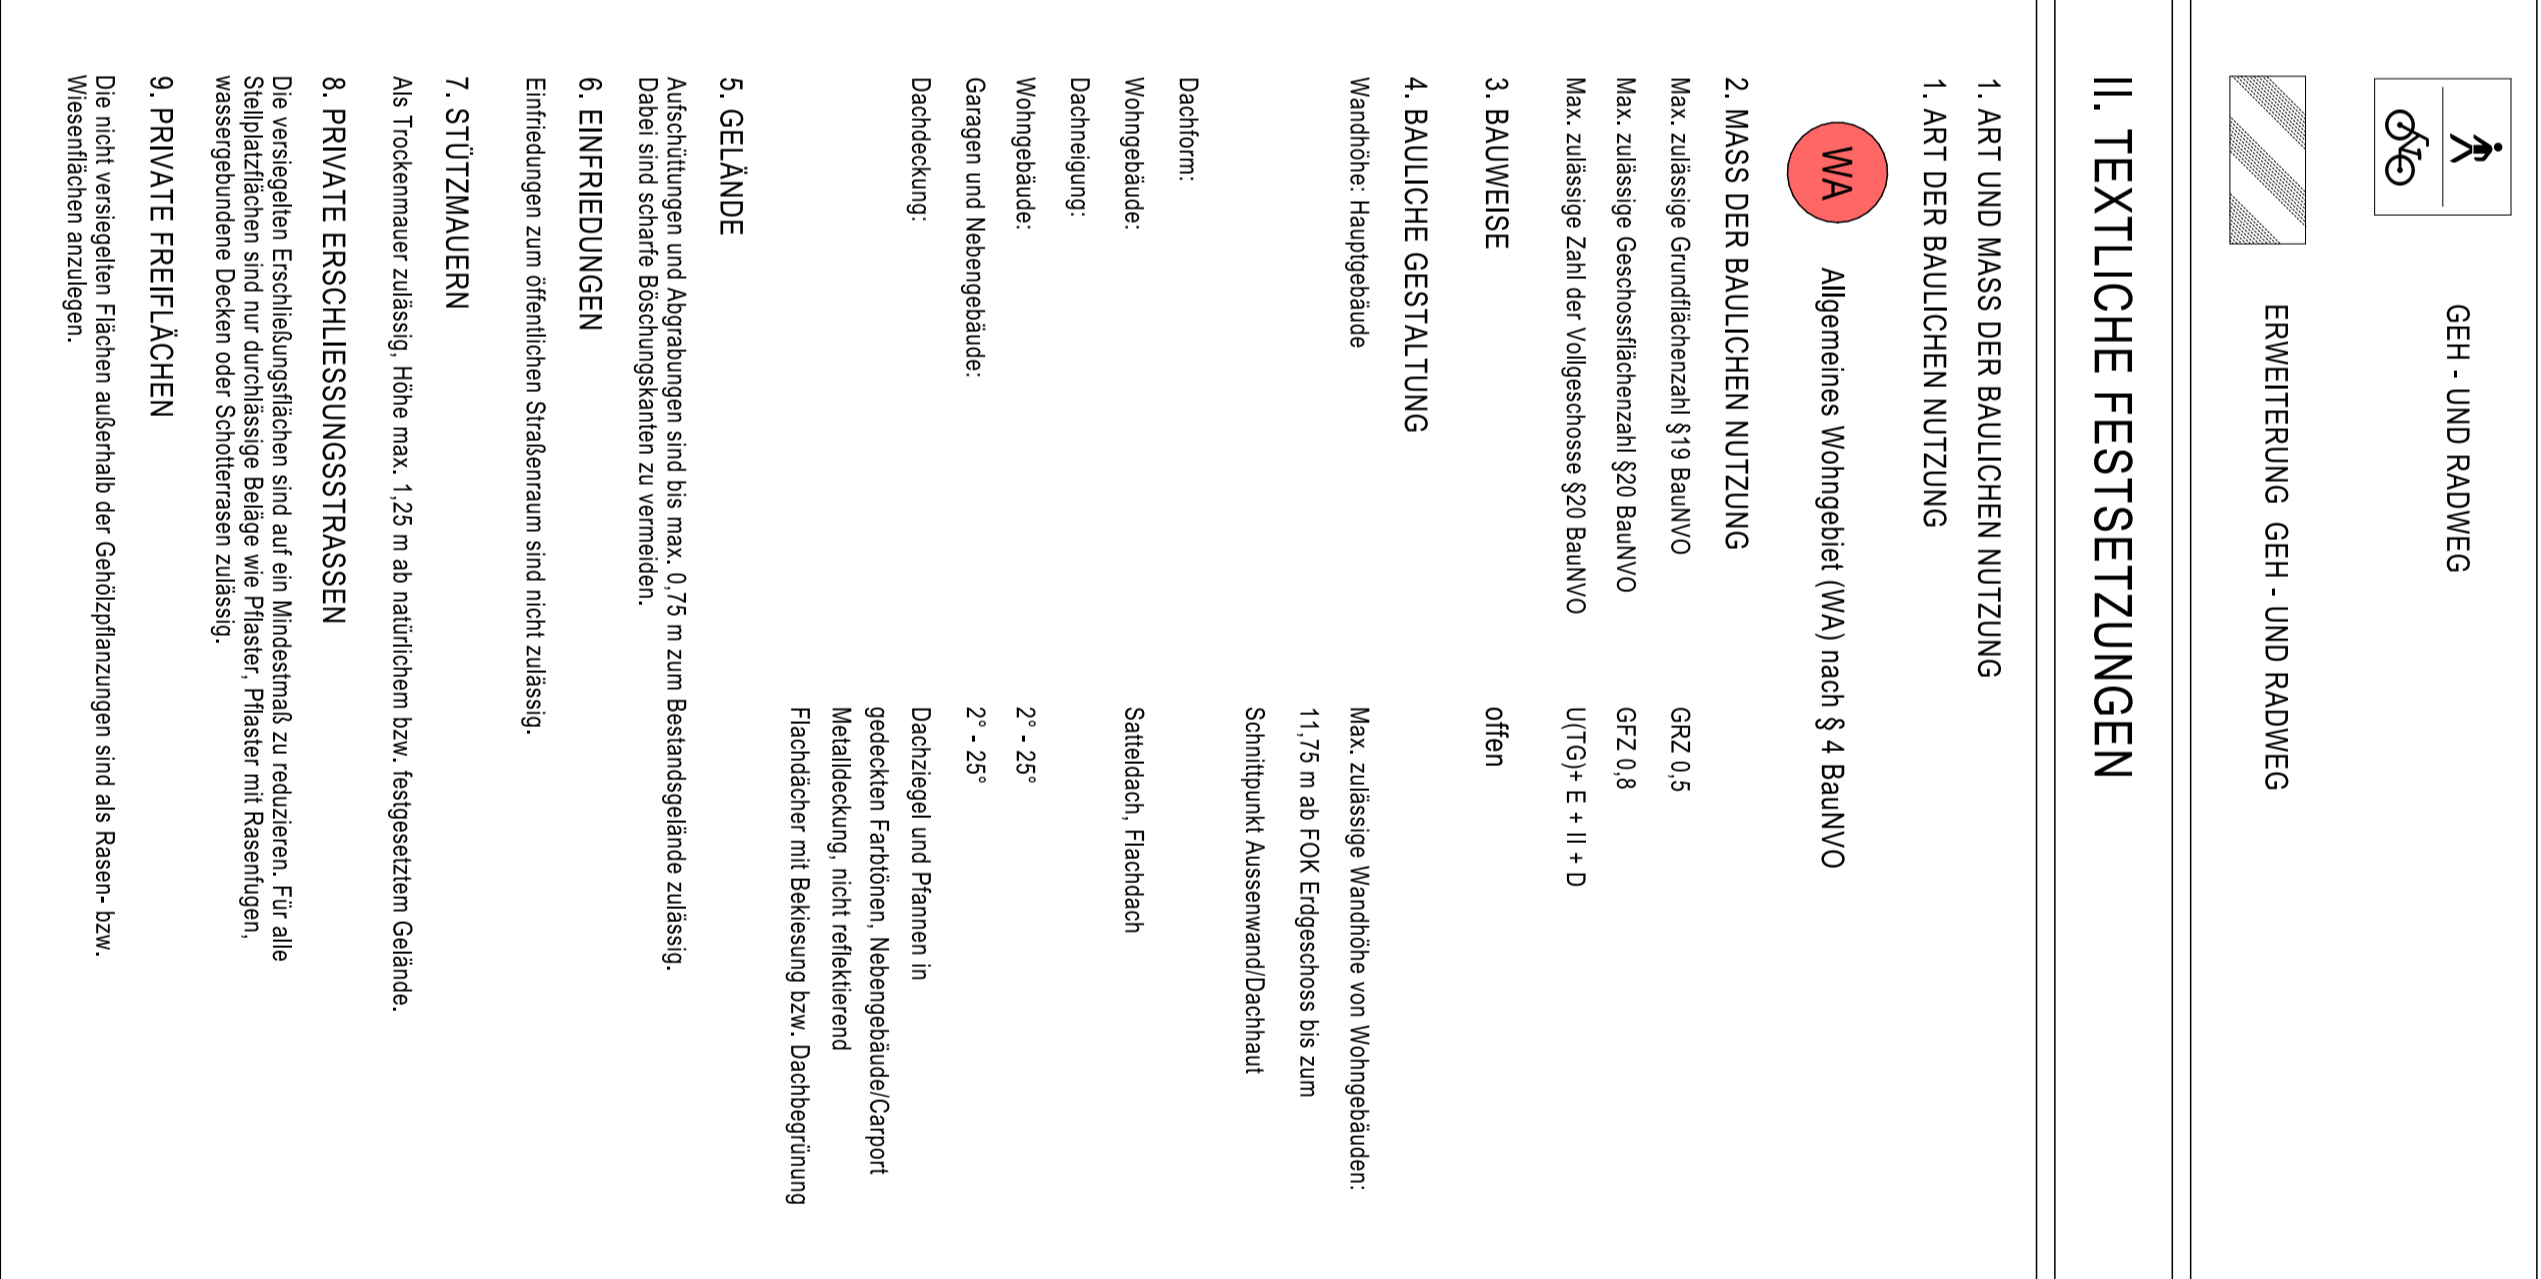 GEH - UND RADWEG
ERWEITERUNG GEH - UND RADWEG
II. TEXTLICHE FESTSETZUNGEN
1. ART UND MASS DER BAULICHEN NUTZUNG
1. ART DER BAULICHEN NUTZUNG
WA Allgemeines Wohngebiet (WA) nach § 4 BauNVO
2. MASS DER BAULICHEN NUTZUNG
Max. zulässige Grundflächenzahl §19 BauNVO GRZ 0,5
Max. zulässige Geschossflächenzahl §20 BauNVO GFZ 0,8
Max. zulässige Zahl der Vollgeschosse §20 BauNVO U(TG)+ E + II + D
3. BAUWEISE offen
4. BAULICHE GESTALTUNG
Wandhöhe: Hauptgebäude Max. zulässige Wandhöhe von Wohngebäuden:
11,75 m ab FOK Erdgeschoss bis zum
Schnittpunkt Aussenwand/Dachhaut
Dachform:
Wohngebäude: Satteldach, Flachdach
Dachneigung:
Wohngebäude: 2° - 25°
Garagen und Nebengebäude: 2° - 25°
Dachdeckung: Dachziegel und Pfannen in
gedeckten Farbtönen, Nebengebäude/Carport
Metalldeckung, nicht reflektierend
Flachdächer mit Bekiesung bzw. Dachbegrünung
5. GELÄNDE
Aufschüttungen und Abgrabungen sind bis max. 0,75 m zum Bestandsgelände zulässig.
Dabei sind scharfe Böschungskanten zu vermeiden.
6. EINFRIEDUNGEN
Einfriedungen zum öffentlichen Straßenraum sind nicht zulässig.
7. STÜTZMAUERN
Als Trockenmauer zulässig, Höhe max. 1,25 m ab natürlichem bzw. festgesetztem Gelände.
8. PRIVATE ERSCHLIESSUNGSSTRASSEN
Die versiegelten Erschließungsflächen sind auf ein Mindestmaß zu reduzieren. Für alle
Stellplatzflächen sind nur durchlässige Beläge wie Pflaster, Pflaster mit Rasenfugen,
wassergebundene Decken oder Schotterrasen zulässig.
9. PRIVATE FREIFLÄCHEN
Die nicht versiegelten Flächen außerhalb der Gehölzpflanzungen sind als Rasen- bzw.
Wiesenflächen anzulegen.